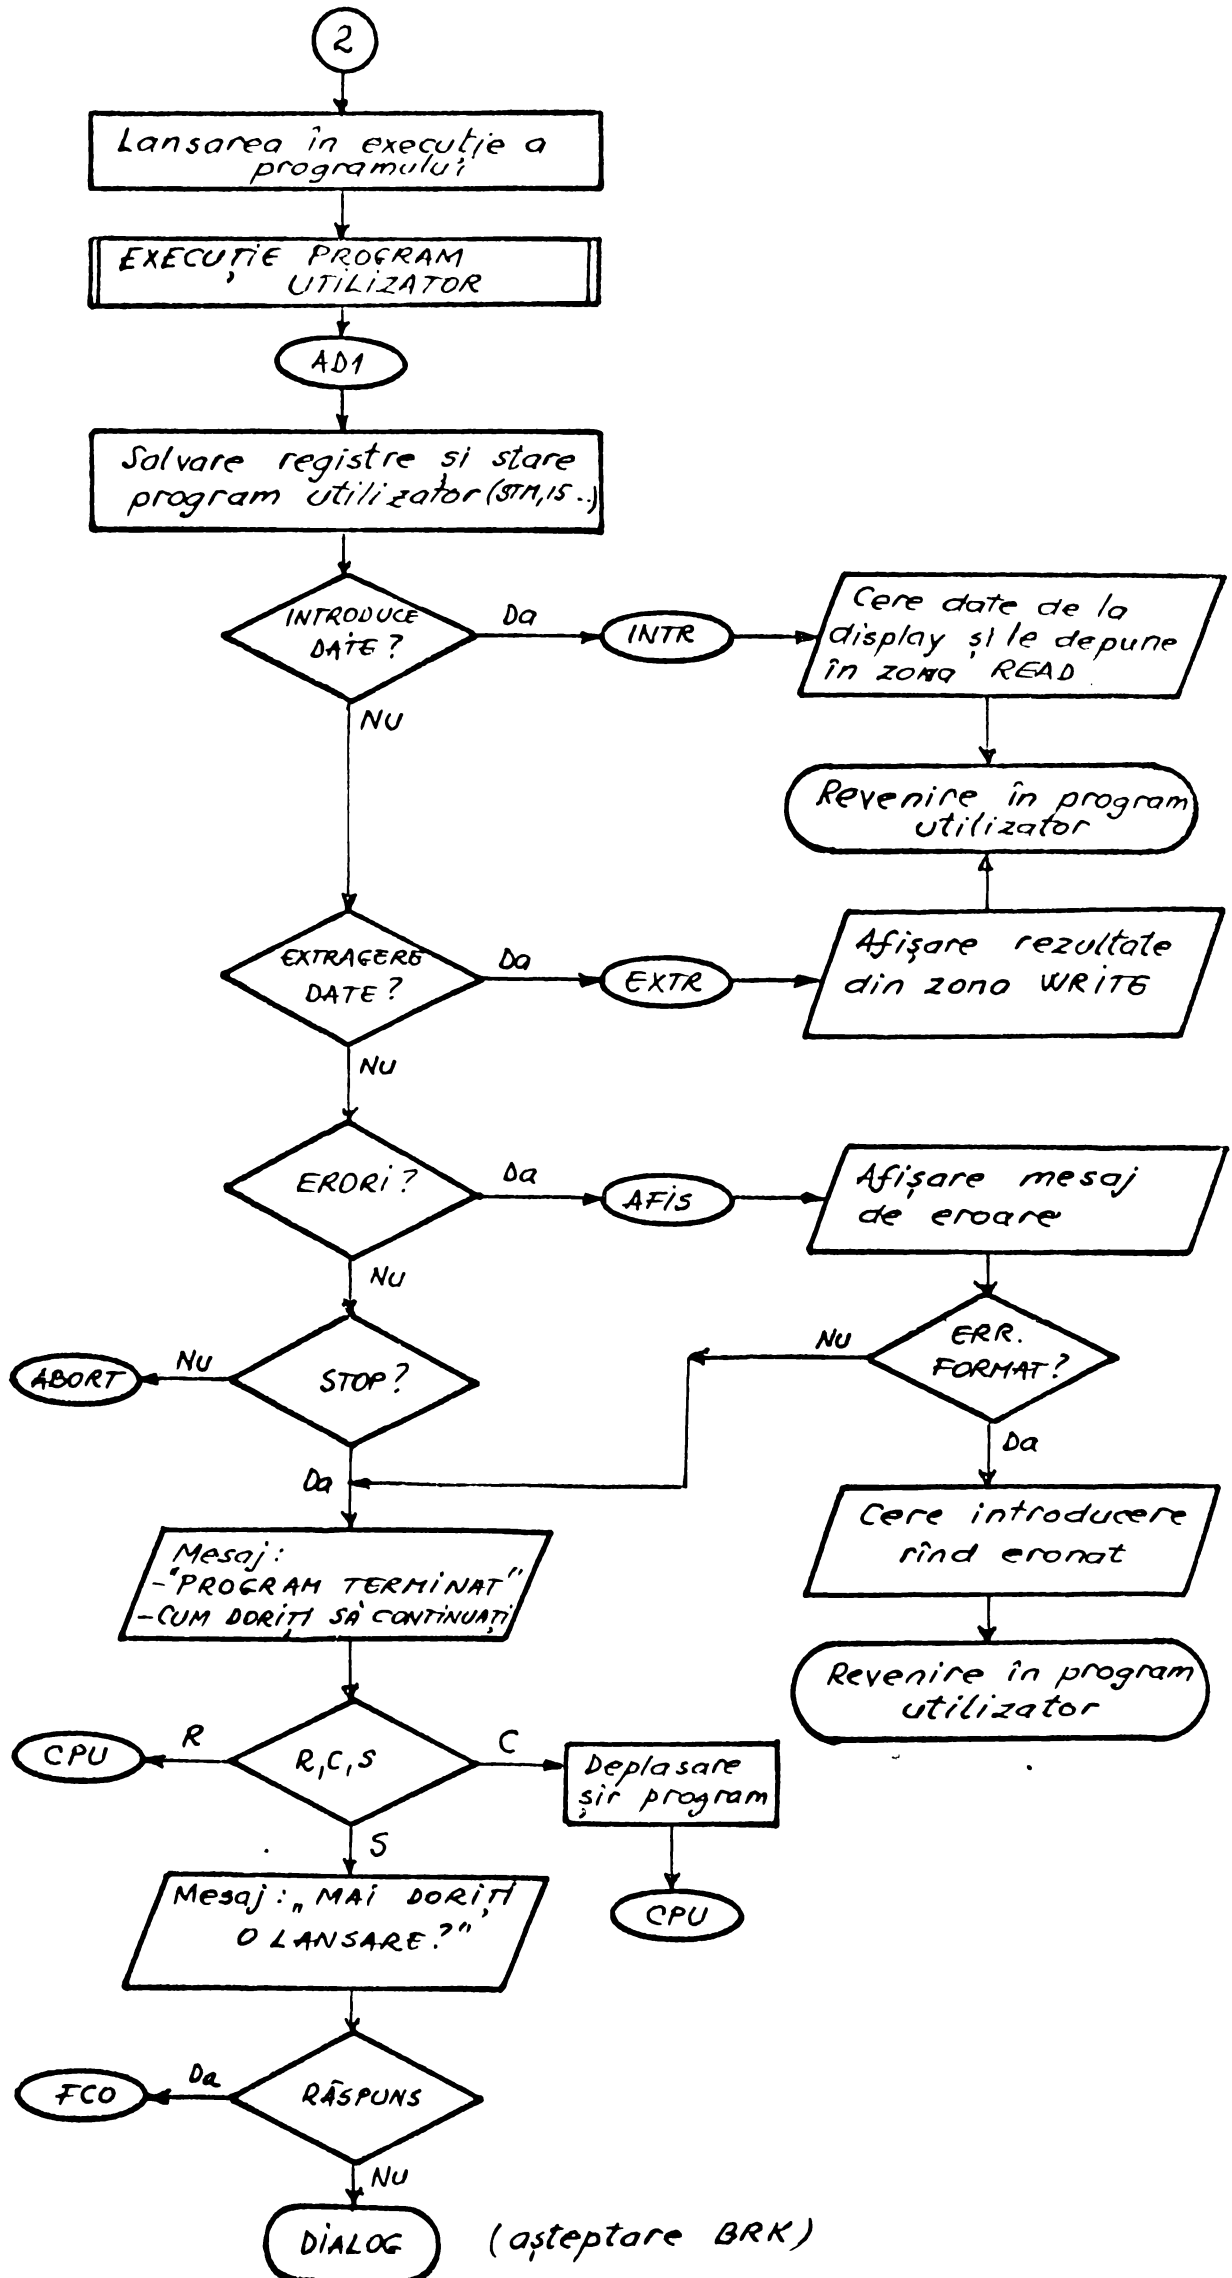 2
Lansarea în execuție a
programului
EXECUȚIE PROGRAM
UTILIZATOR
AD1
Salvare registre și stare
program utilizator (STM,15..)
INTRODUCE
DATE?
Da
INTR
Cere date de la
display și le depune
în zona READ
NU
Revenire în program
utilizator
EXTRAGERE
DATE?
Da
EXTR
Afișare rezultate
din zona WRITE
NU
ERORI?
Da
AFIS
Afișare mesaj
de eroare
NU
STOP?
NU
ABORT
ERR.
FORMAT?
NU
Da
Da
Cere introducere
rînd eronat
Mesaj:
-"PROGRAM TERMINAT"
-CUM DORIȚI SĂ CONTINUAȚI
Revenire în program
utilizator
R,C,S
R
CPU
C
Deplasare
șir program
CPU
S
Mesaj: „MAI DORIȚI
O LANSARE?"
RĂSPUNS
Da
FCO
NU
DIALOG (așteptare BRK)